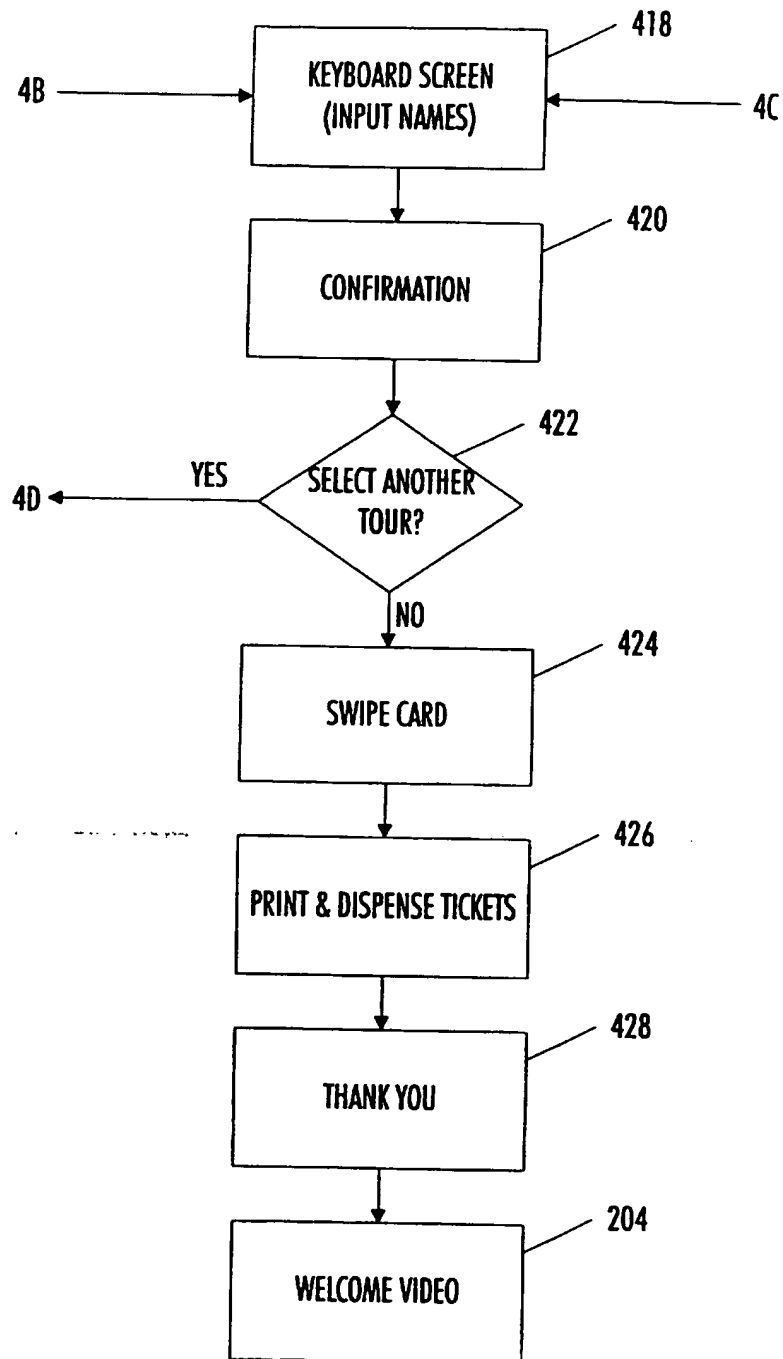 418
KEYBOARD SCREEN
(INPUT NAMES)
4B
4C
420
CONFIRMATION
422
YES
SELECT ANOTHER
TOUR?
4D
NO
424
SWIPE CARD
426
PRINT & DISPENSE TICKETS
428
THANK YOU
204
WELCOME VIDEO